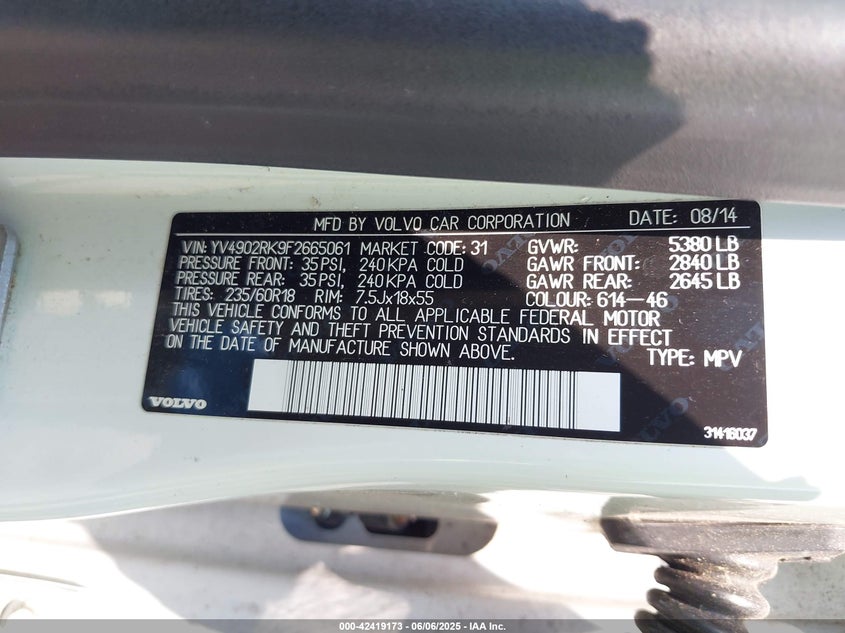 MFD BY VOLVO CAR CORPORATION DATE: 08/14
VIN: YV4902RK9F2665061 MARKET CODE: 31 GVWR: 5380 LB
PRESSURE FRONT: 35 PSI, 240 KPA COLD GAWR FRONT: 2840 LB
PRESSURE REAR: 35 PSI, 240 KPA COLD GAWR REAR: 2645 LB
TIRES: 235/60R18 RIM: 7.5Jx18x55 COLOUR: 614-46
THIS VEHICLE CONFORMS TO ALL APPLICABLE FEDERAL MOTOR
VEHICLE SAFETY AND THEFT PREVENTION STANDARDS IN EFFECT
ON THE DATE OF MANUFACTURE SHOWN ABOVE. TYPE: MPV
VOLVO 31416037
000-42419173 - 06/06/2025 - IAA Inc.